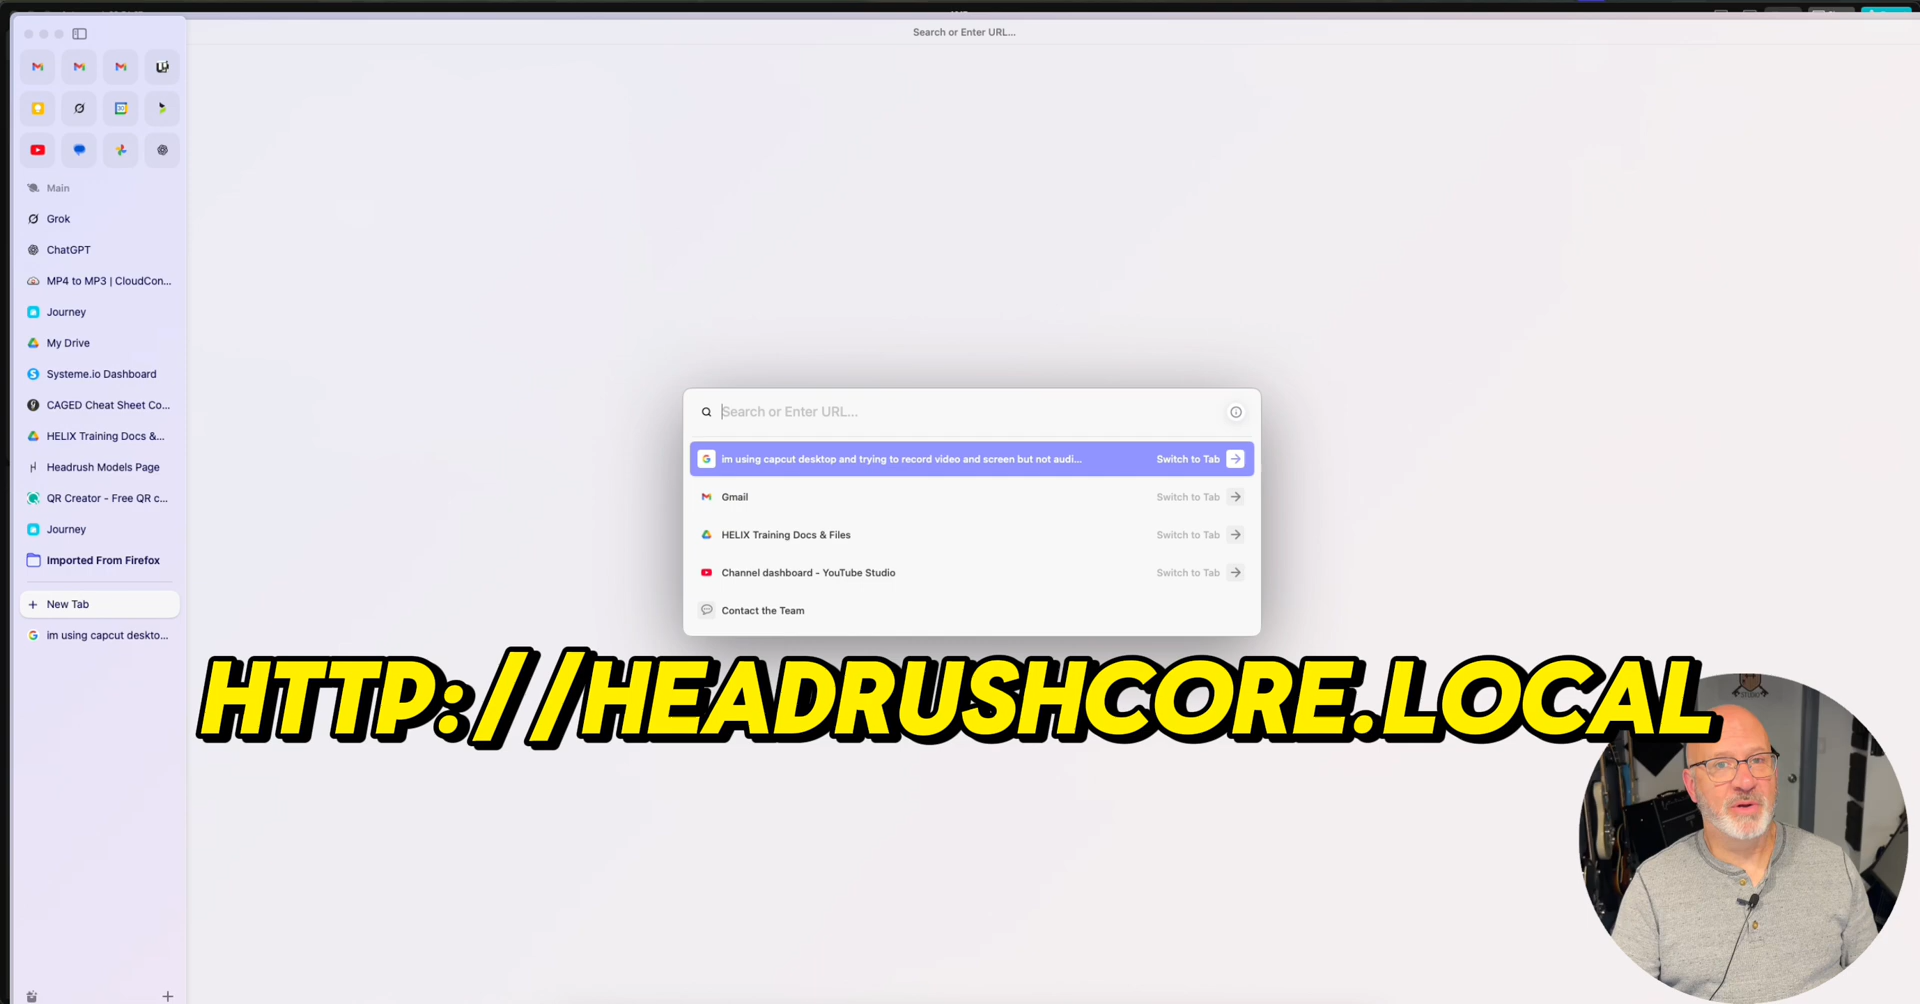 Search or Enter URL...
30
Main
Grok
ChatGPT
MP4 to MP3 | CloudCon...
Journey
My Drive
Systeme.io Dashboard
CAGED Cheat Sheet Co...
HELIX Training Docs &...
Headrush Models Page
QR Creator - Free QR c...
Journey
Imported From Firefox
New Tab
im using capcut deskto...
Search or Enter URL...
im using capcut desktop and trying to record video and screen but not audi... Switch to Tab
Gmail Switch to Tab
HELIX Training Docs & Files Switch to Tab
Channel dashboard - YouTube Studio Switch to Tab
Contact the Team
HTTP://HEADRUSHCORE.LOCAL
STUDIO